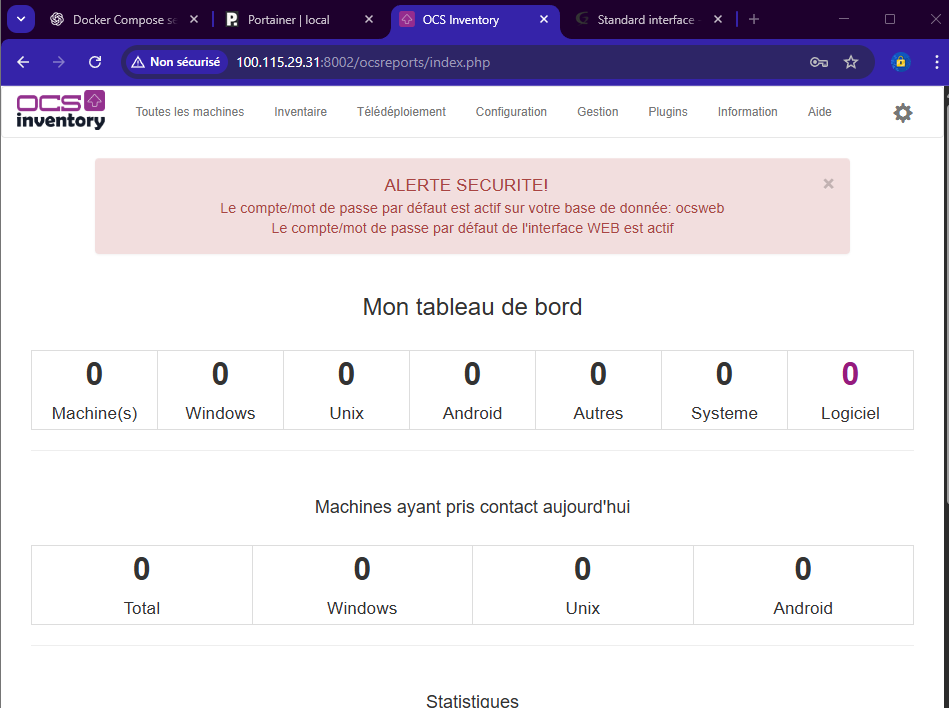 Docker Compose se
Portainer | local
OCS Inventory
Standard interface -
Non sécurisé
100.115.29.31:8002/ocsreports/index.php
OCS
inventory
Toutes les machines
Inventaire
Télédéploiement
Configuration
Gestion
Plugins
Information
Aide
ALERTE SECURITE!
×
Le compte/mot de passe par défaut est actif sur votre base de donnée: ocsweb
Le compte/mot de passe par défaut de l'interface WEB est actif
Mon tableau de bord
0
Machine(s)
0
Windows
0
Unix
0
Android
0
Autres
0
Systeme
0
Logiciel
Machines ayant pris contact aujourd'hui
0
Total
0
Windows
0
Unix
0
Android
Statistiques